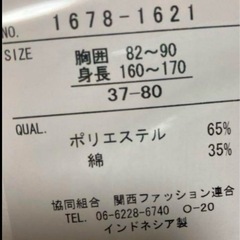 NO. 1678-1621
SIZE 胸囲 82～90
身長 160～170
37-80
QUAL. ポリエステル 65%
綿 35%
協同組合 関西ファッション連合
TEL. 06-6228-6740 O-20
インドネシア製